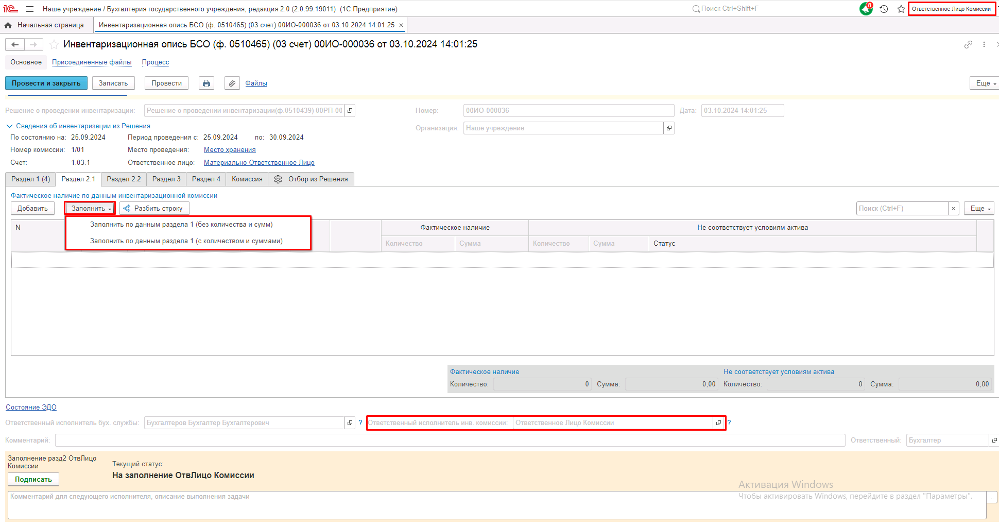 1С Наше учреждение / Бухгалтерия государственного учреждения, редакция 2.0 (2.0.99.19011) (1С:Предприятие) Поиск Ctrl+Shift+F 8 Ответственное Лицо Комиссии
Начальная страница Инвентаризационная опись БСО (ф. 0510465) (03 счет) 00ИО-000036 от 03.10.2024 14:01:25 ×
Инвентаризационная опись БСО (ф. 0510465) (03 счет) 00ИО-000036 от 03.10.2024 14:01:25
Основное Присоединенные файлы Процесс
Провести и закрыть Записать Провести Файлы Еще
Решение о проведении инвентаризации: Решение о проведении инвентаризации(ф.0510439) 00РП-00 Номер: 00ИО-000036 Дата: 03.10.2024 14:01:25
Сведения об инвентаризации из Решения Организация: Наше учреждение
По состоянию на: 25.09.2024 Период проведения с: 25.09.2024 по: 30.09.2024
Номер комиссии: 1/01 Место проведения: Место хранения
Счет: 1.03.1 Ответственное лицо: Материально Ответственное Лицо
Раздел 1 (4) Раздел 2.1 Раздел 2.2 Раздел 3 Раздел 4 Комиссия Отбор из Решения
Фактическое наличие по данным инвентаризационной комиссии
Добавить Заполнить Разбить строку Поиск (Ctrl+F) × Еще
N Заполнить по данным раздела 1 (без количества и сумм) Фактическое наличие Не соответствует условиям актива
Заполнить по данным раздела 1 (с количеством и суммами) Количество Сумма Количество Сумма Статус
Фактическое наличие Не соответствует условиям актива
Количество: 0 Сумма: 0,00 Количество: 0 Сумма: 0,00
Состояние ЭДО
Ответственный исполнитель бух. службы: Бухгалтеров Бухгалтер Бухгалтерович ? Ответственный исполнитель инв. комиссии: Ответственное Лицо Комиссии ?
Комментарий: Ответственный: Бухгалтер
Заполнение разд2 ОтвЛицо
Комиссии
Текущий статус:
На заполнение ОтвЛицо Комиссии
Подписать
Активация Windows
Чтобы активировать Windows, перейдите в раздел "Параметры".
Комментарий для следующего исполнителя, описание выполнения задачи ...